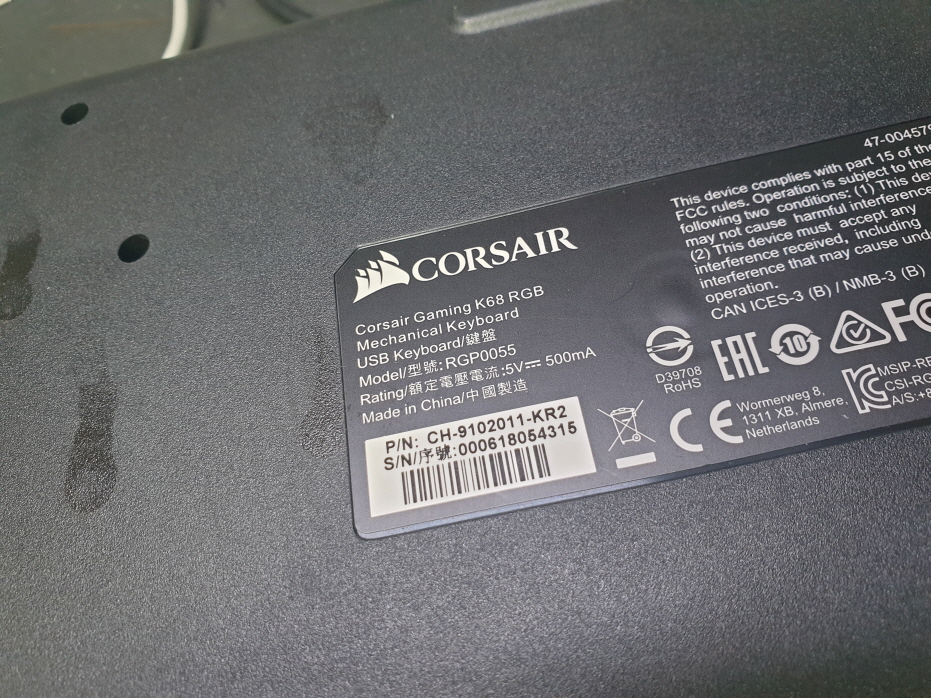 CORSAIR
Corsair Gaming K68 RGB
Mechanical Keyboard
USB Keyboard/鍵盤
Model/型號: RGP0055
Rating/額定電壓電流:5V⎓ 500mA
Made in China/中國製造
P/N: CH-9102011-KR2
S/N/序號:000618054315
47-004579
This device complies with part 15 of the
FCC rules. Operation is subject to the
following two conditions: (1) This
may not cause harmful interference
(2) This device must accept any
interference received, including
interference that may cause
operation.
CAN ICES-3 (B) / NMB-3 (B)
D39708
RoHS
EAC
10
FC
CE
Wormerweg 8,
1311 XB, Almere,
Netherlands
MSIP-RE
CSI-RG
A/S:+8